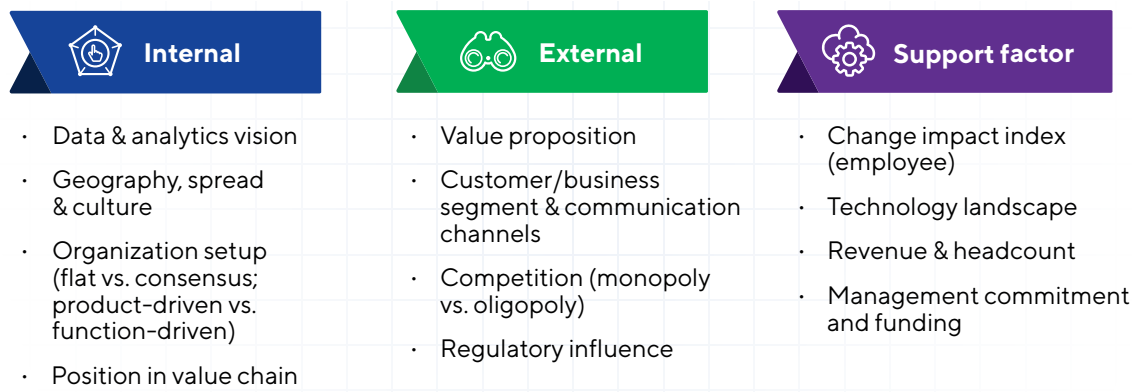 Internal
· Data & analytics vision
· Geography, spread
& culture
· Organization setup
(flat vs. consensus;
product-driven vs.
function-driven)
· Position in value chain
External
· Value proposition
· Customer/business
segment & communication
channels
· Competition (monopoly
vs. oligopoly)
· Regulatory influence
Support factor
· Change impact index
(employee)
· Technology landscape
· Revenue & headcount
· Management commitment
and funding